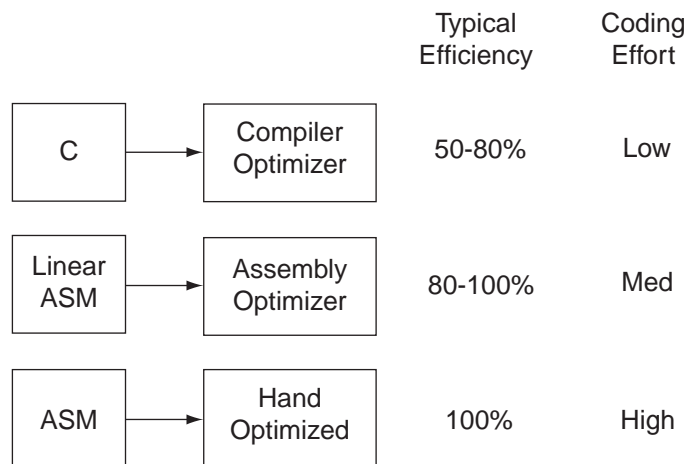 Typical
Efficiency
Coding
Effort
C
Compiler
Optimizer
50-80%
Low
Linear
ASM
Assembly
Optimizer
80-100%
Med
ASM
Hand
Optimized
100%
High